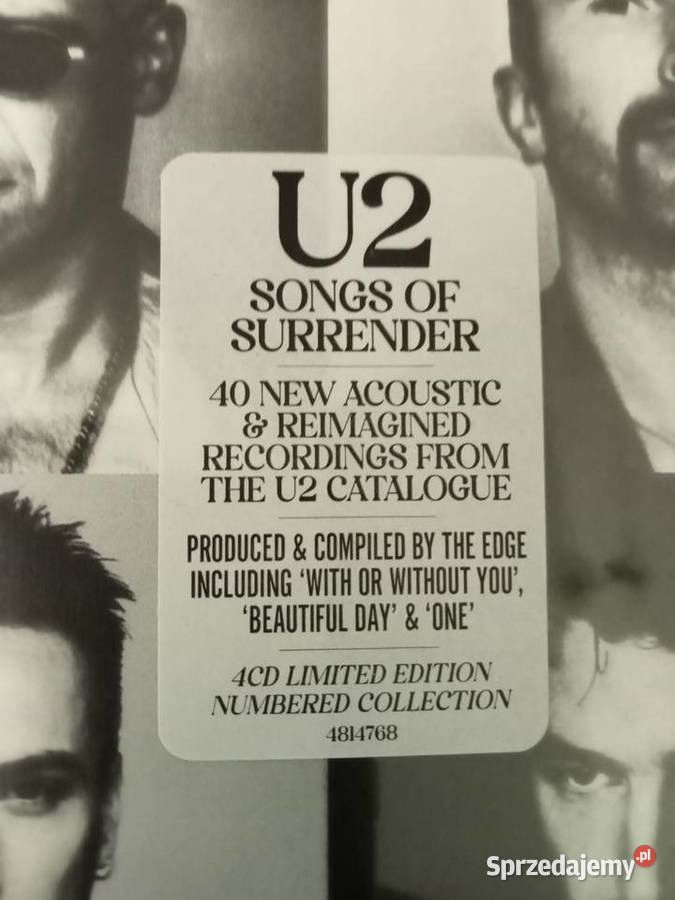 U2
SONGS OF
SURRENDER
40 NEW ACOUSTIC
& REIMAGINED
RECORDINGS FROM
THE U2 CATALOGUE
PRODUCED & COMPILED BY THE EDGE
INCLUDING ‘WITH OR WITHOUT YOU’,
‘BEAUTIFUL DAY’ & ‘ONE’
4CD LIMITED EDITION
NUMBERED COLLECTION
4814768
Sprzedajemy.pl